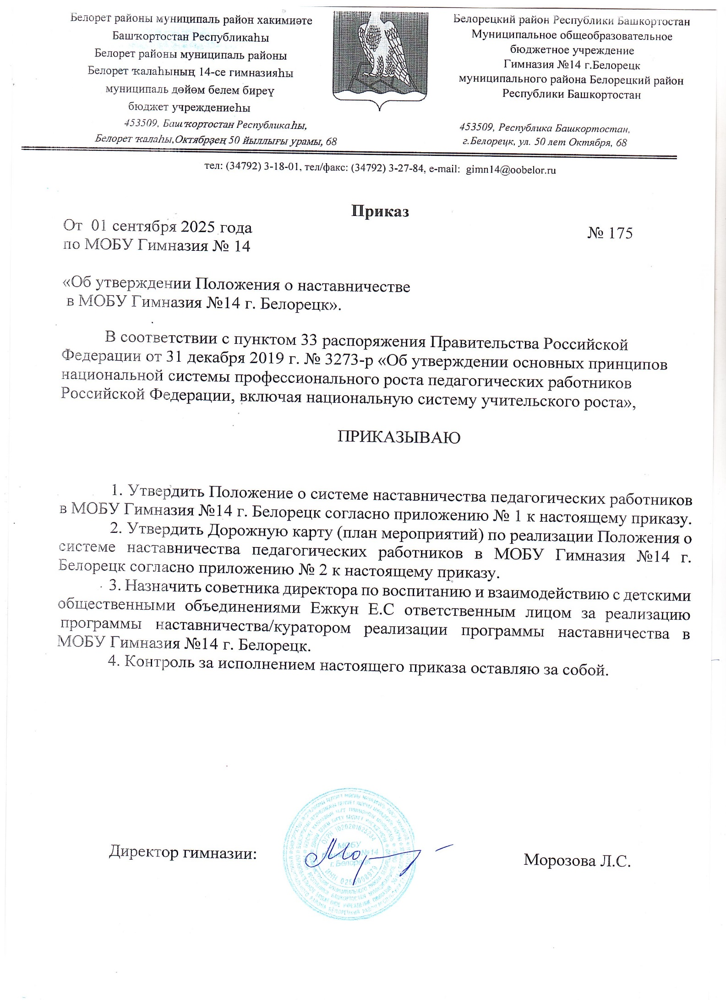 Белорет районы муниципаль район хакимиәте
Башҡортостан Республикаһы
Белорет районы муниципаль районы
Белорет ҡалаһының 14-се гимназияһы
муниципаль дөйөм белем биреү
бюджет учреждениеһы
453509, Башҡортостан Республикаһы,
Белорет ҡалаһы,Октябрҙең 50 йыллығы урамы, 68
Белорецкий район Республики Башкортостан
Муниципальное общеобразовательное
бюджетное учреждение
Гимназия №14 г.Белорецк
муниципального района Белорецкий район
Республики Башкортостан
453509, Республика Башкортостан,
г.Белорецк, ул. 50 лет Октября, 68
тел: (34792) 3-18-01, тел/факс: (34792) 3-27-84, e-mail: gimn14@oobelor.ru
Приказ
От 01 сентября 2025 года № 175
по МОБУ Гимназия № 14
«Об утверждении Положения о наставничестве
в МОБУ Гимназия №14 г. Белорецк».
В соответствии с пунктом 33 распоряжения Правительства Российской
Федерации от 31 декабря 2019 г. № 3273-р «Об утверждении основных принципов
национальной системы профессионального роста педагогических работников
Российской Федерации, включая национальную систему учительского роста»,
ПРИКАЗЫВАЮ
1. Утвердить Положение о системе наставничества педагогических работников
в МОБУ Гимназия №14 г. Белорецк согласно приложению № 1 к настоящему приказу.
2. Утвердить Дорожную карту (план мероприятий) по реализации Положения о
системе наставничества педагогических работников в МОБУ Гимназия №14 г.
Белорецк согласно приложению № 2 к настоящему приказу.
3. Назначить советника директора по воспитанию и взаимодействию с детскими
общественными объединениями Ежкун Е.С ответственным лицом за реализацию
программы наставничества/куратором реализации программы наставничества в
МОБУ Гимназия №14 г. Белорецк.
4. Контроль за исполнением настоящего приказа оставляю за собой.
Директор гимназии: Морозова Л.С.
ОГРН 1020201625234
МОБУ
№14
г. Белорецк
ИНН